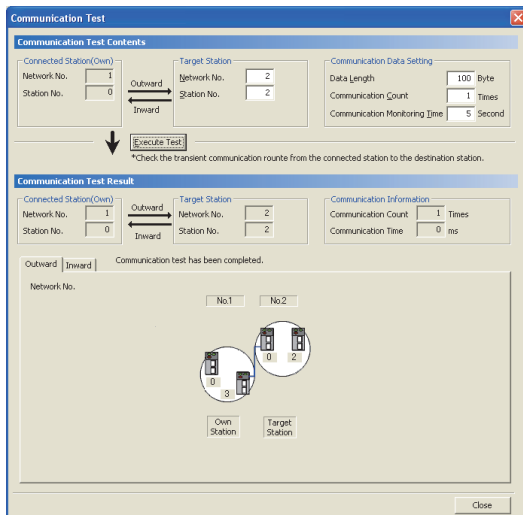 Communication Test
Communication Test Contents
Connected Station(Own)
Network No. 1
Station No. 0
Outward
Inward
Target Station
Network No. 2
Station No. 2
Communication Data Setting
Data Length 100 Byte
Communication Count 1 Times
Communication Monitoring Time 5 Second
Execute Test
*Check the transient communication rounte from the connected station to the destination station.
Communication Test Result
Connected Station(Own)
Network No. 1
Station No. 0
Outward
Inward
Target Station
Network No. 2
Station No. 2
Communication Information
Communication Count 1 Times
Communication Time 0 ms
Outward Inward Communication test has been completed.
Network No.
No.1 No.2
0 2
0
3
Own Station
Target Station
Close